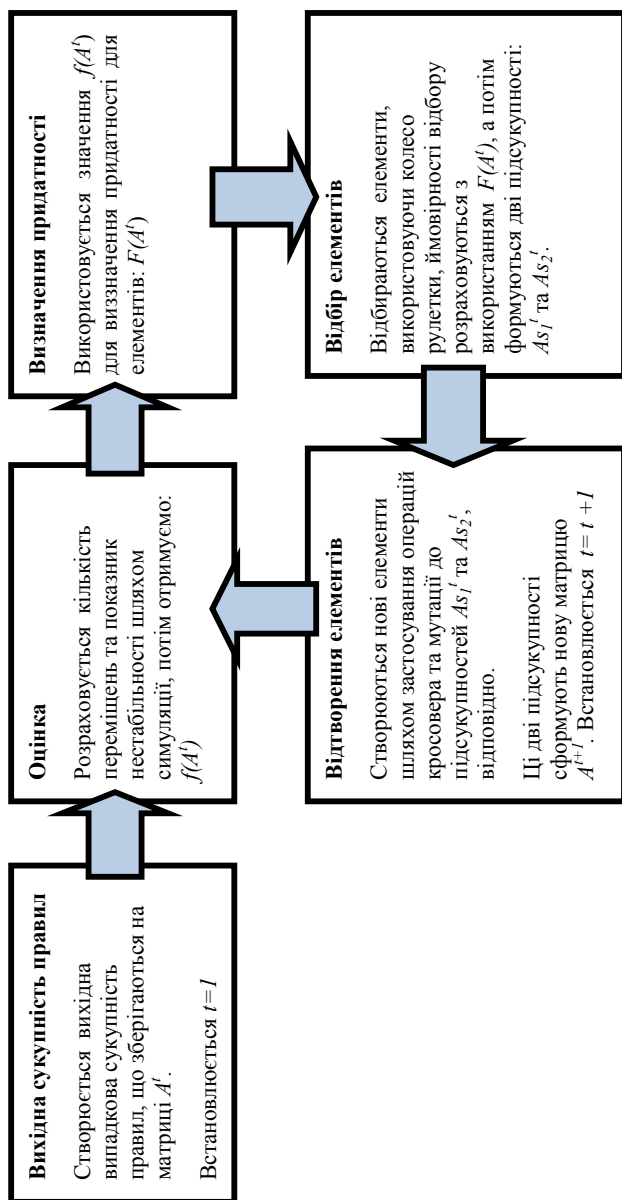 Вихідна сукупність правил
Створюється вихідна
випадкова сукупність
правил, що зберігаються на
матриці Aᵗ.
Встановлюється t=1
Оцінка
Розраховується кількість
переміщень та показник
нестабільності шляхом
симуляції, потім отримуємо:
f(Aᵗ)
Визначення придатності
Використовується значення f(Aᵗ)
для виззначення придатності для
елементів: F(Aᵗ)
Відбір елементів
Відбираються елементи,
використовуючи колесо
рулетки, ймовірності відбору
розраховуються з
використанням F(Aᵗ), а потім
формуються дві підсукупності:
As₁ᵗ та As₂ᵗ.
Відтворення елементів
Створюються нові елементи
шляхом застосування операцій
кросовера та мутації до
підсукупностей As₁ᵗ та As₂ᵗ,
відповідно.
Ці дві підсукупності
сформують нову матрицю
Aᵗ⁺¹. Встановлюється t= t +1